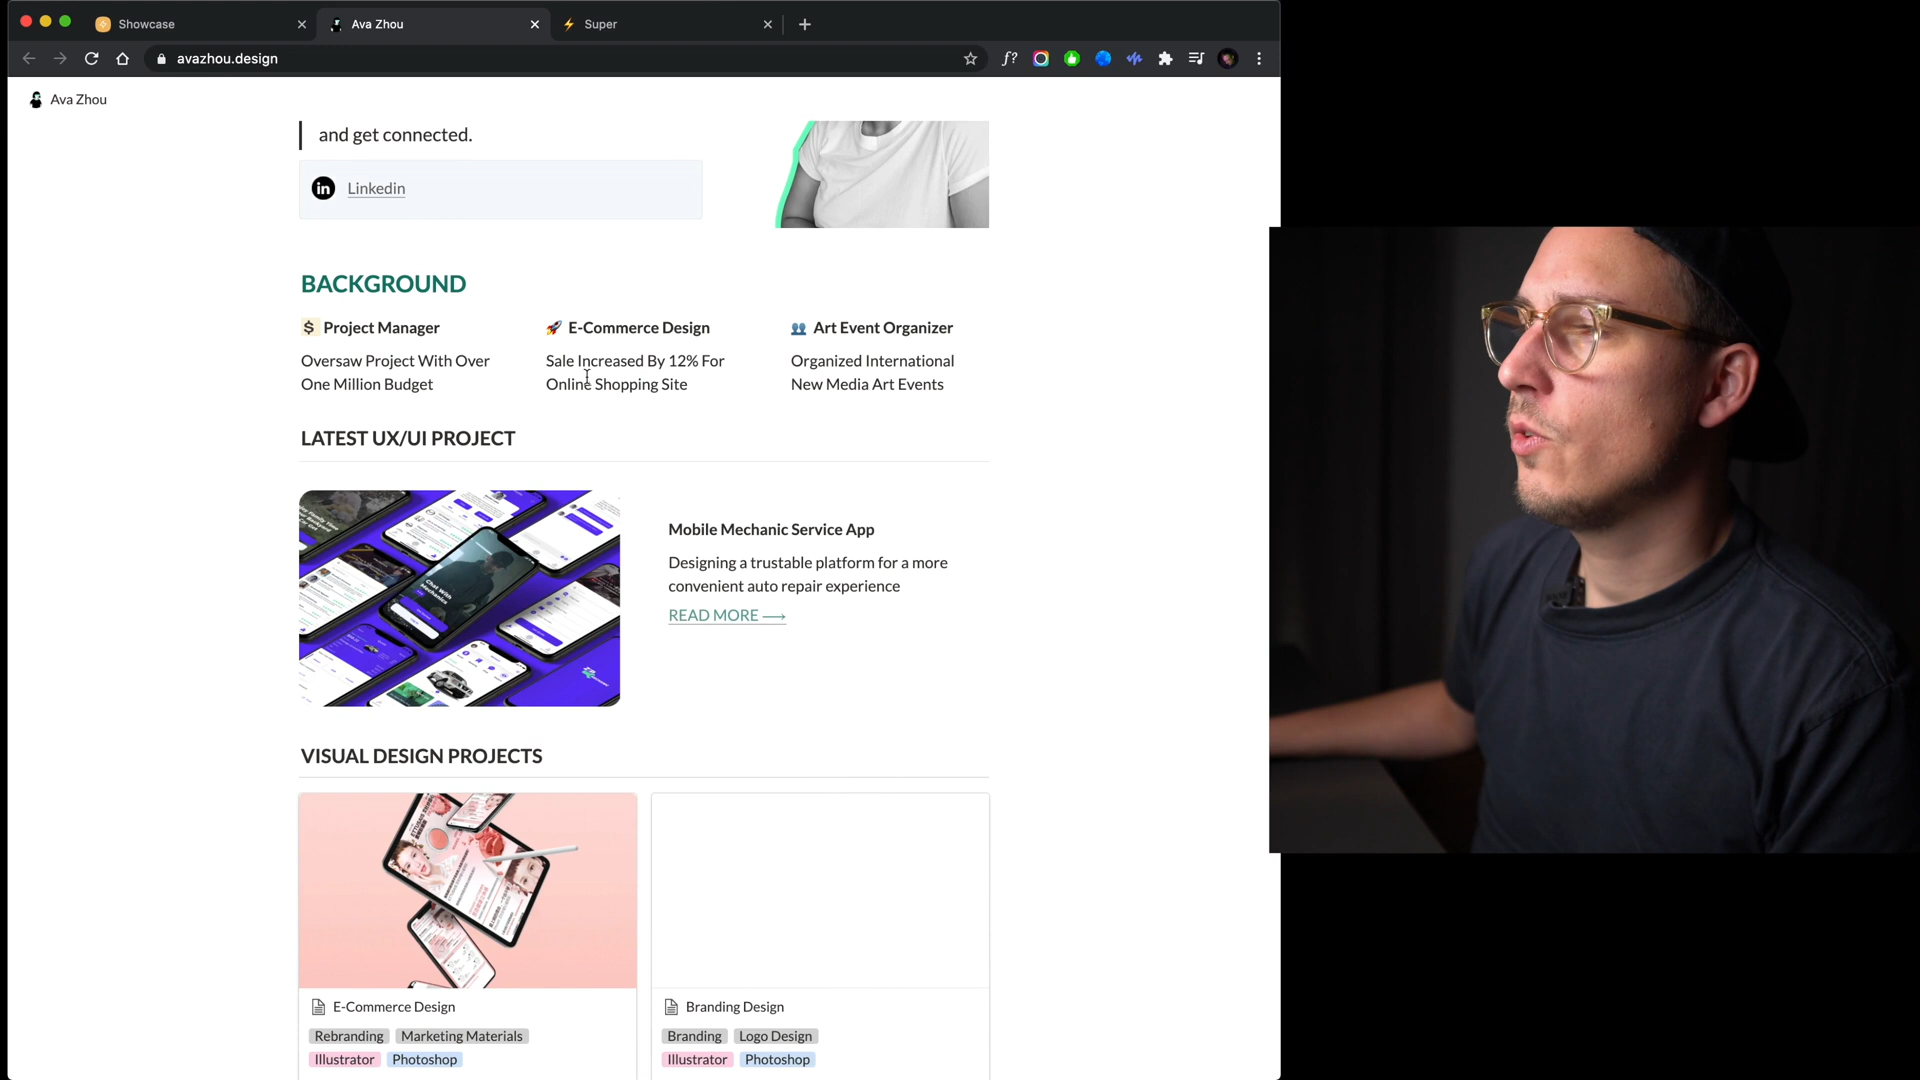 Showcase
Ava Zhou
Super
avazhou.design
f?
Ava Zhou
and get connected.
in Linkedin
BACKGROUND
$ Project Manager
Oversaw Project With Over
One Million Budget
E-Commerce Design
Sale Increased By 12% For
Online Shopping Site
Art Event Organizer
Organized International
New Media Art Events
LATEST UX/UI PROJECT
Chat With
Mechanics
Mobile Mechanic Service App
Designing a trustable platform for a more
convenient auto repair experience
READ MORE ⟶
VISUAL DESIGN PROJECTS
E-Commerce Design
Rebranding Marketing Materials
Illustrator Photoshop
Branding Design
Branding Logo Design
Illustrator Photoshop